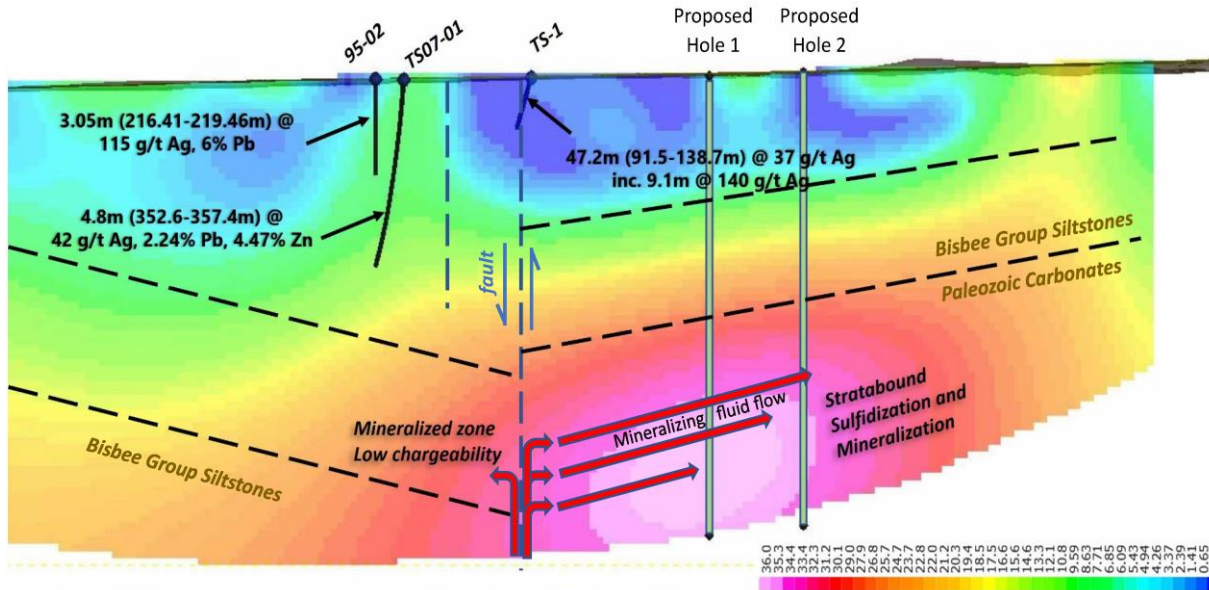 95-02
TS07-01
TS-1
Proposed
Hole 1
Proposed
Hole 2
3.05m (216.41-219.46m) @
115 g/t Ag, 6% Pb
47.2m (91.5-138.7m) @ 37 g/t Ag
inc. 9.1m @ 140 g/t Ag
4.8m (352.6-357.4m) @
42 g/t Ag, 2.24% Pb, 4.47% Zn
fault
Bisbee Group Siltstones
Paleozoic Carbonates
Mineralized zone
Low chargeability
Mineralizing fluid flow
Stratabound
Sulfidization and
Mineralization
Bisbee Group Siltstones
36.0
35.3
34.4
33.4
32.3
31.2
30.1
29.0
27.9
26.8
25.7
24.7
23.7
22.8
22.0
21.2
20.3
19.4
18.5
17.5
16.6
15.6
14.6
13.3
12.1
10.8
9.59
8.63
7.71
6.85
6.09
5.43
4.94
4.26
3.37
2.39
1.41
0.65